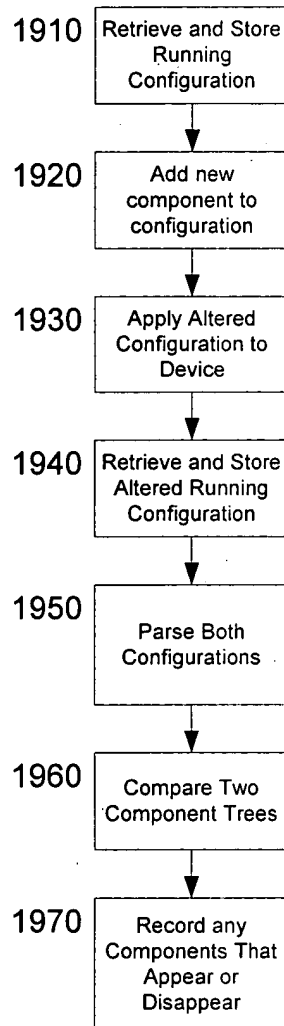 1910
Retrieve and Store
Running
Configuration
1920
Add new
component to
configuration
1930
Apply Altered
Configuration to
Device
1940
Retrieve and Store
Altered Running
Configuration
1950
Parse Both
Configurations
1960
Compare Two
Component Trees
1970
Record any
Components That
Appear or
Disappear